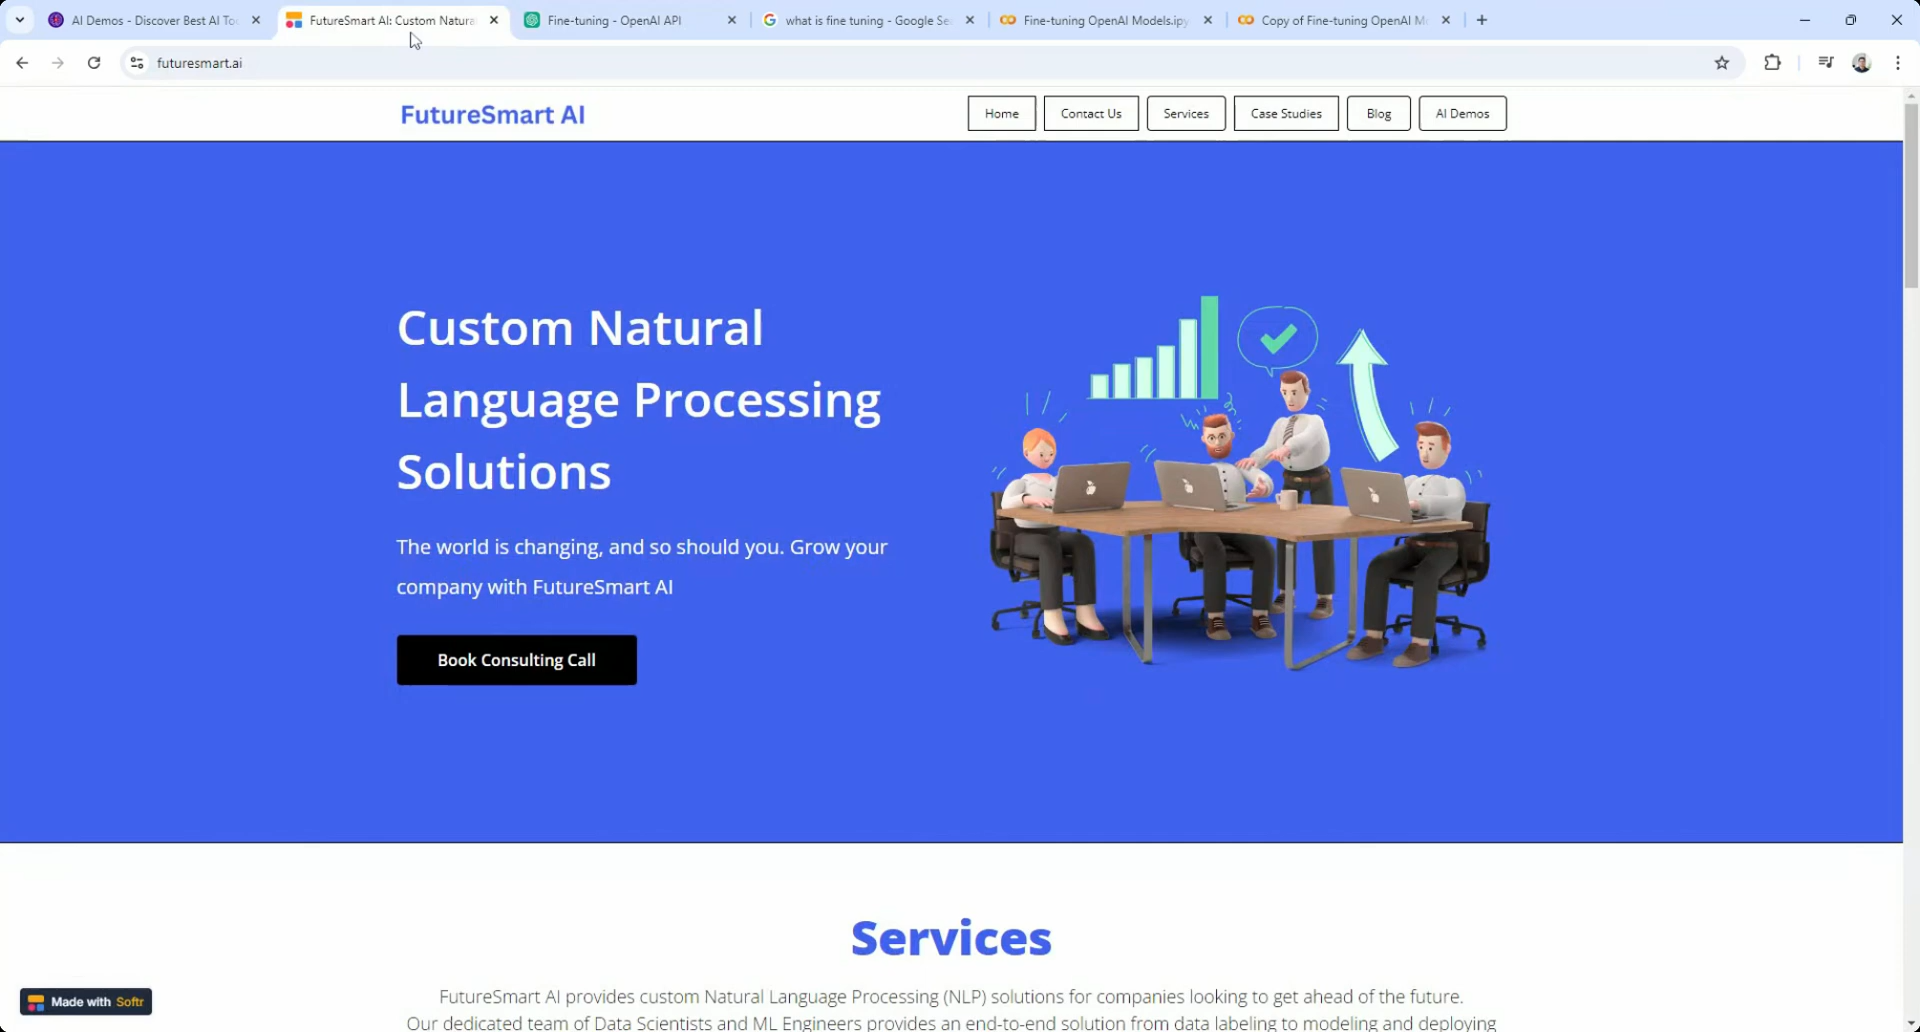 AI Demos - Discover Best AI To
FutureSmart AI: Custom Natura
Fine-tuning - OpenAI API
what is fine tuning - Google Se
Fine-tuning OpenAI Models.ipy
Copy of Fine-tuning OpenAI M
futuresmart.ai
FutureSmart AI
Home
Contact Us
Services
Case Studies
Blog
AI Demos
Custom Natural
Language Processing
Solutions
The world is changing, and so should you. Grow your
company with FutureSmart AI
Book Consulting Call
Services
FutureSmart AI provides custom Natural Language Processing (NLP) solutions for companies looking to get ahead of the future.
Our dedicated team of Data Scientists and ML Engineers provides an end-to-end solution from data labeling to modeling and deploying
Made with Softr